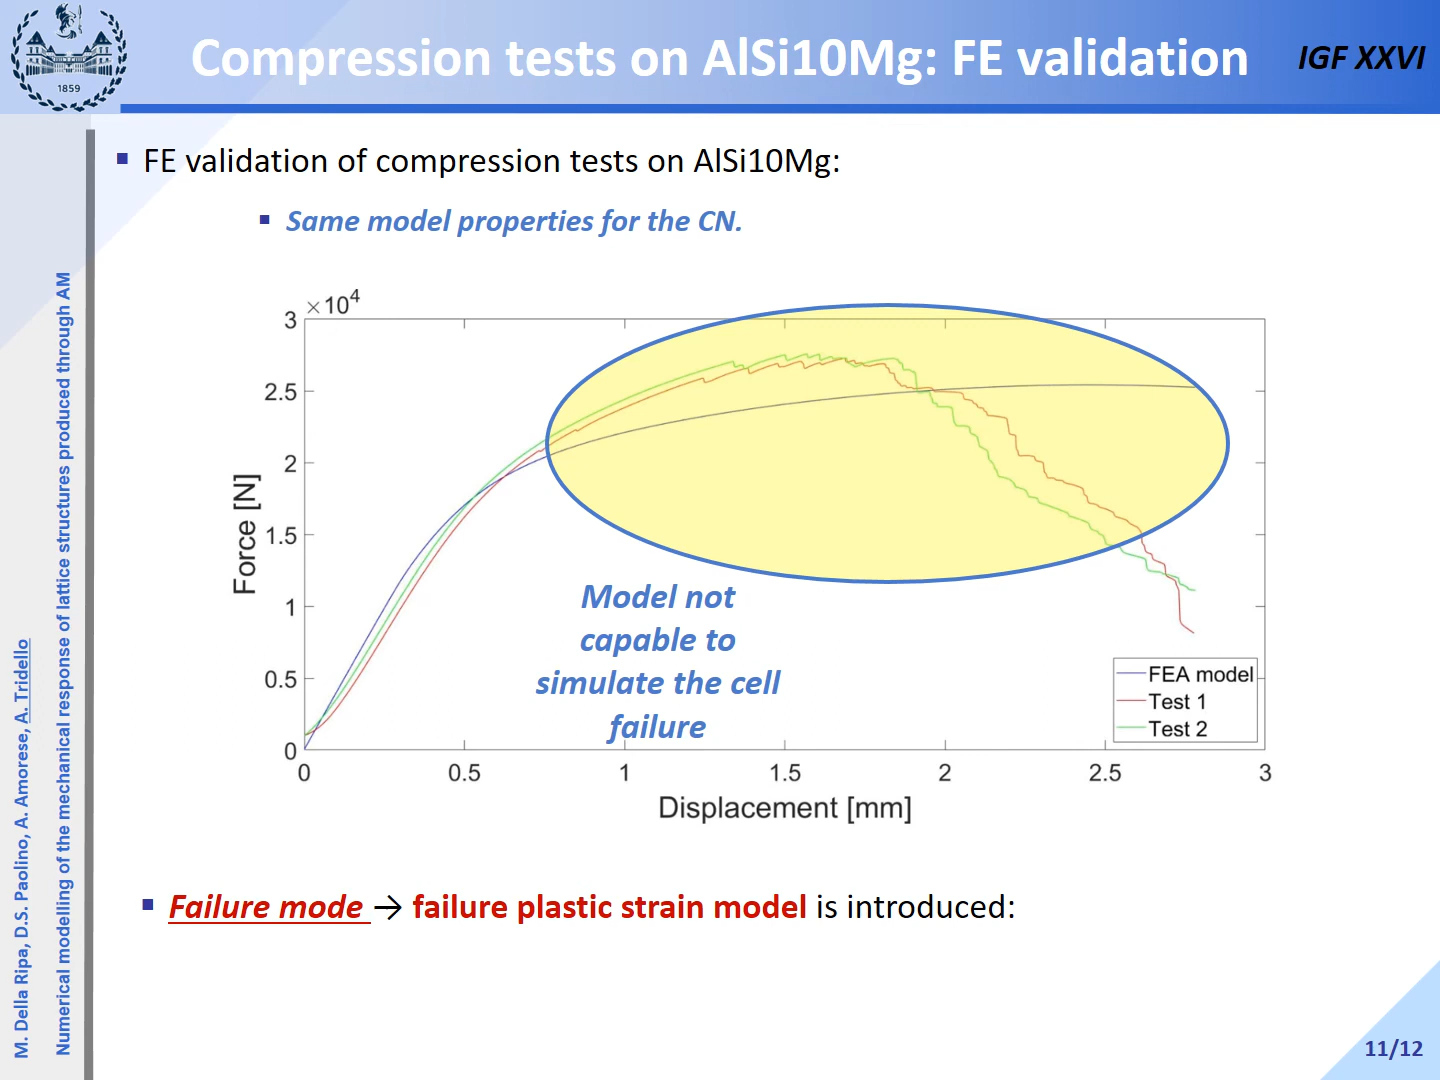 1859
Compression tests on AlSi10Mg: FE validation
IGF XXVI
▪ FE validation of compression tests on AlSi10Mg:
▪ Same model properties for the CN.
×10⁴
3
2.5
2
1.5
1
0.5
0
Force [N]
0 0.5 1 1.5 2 2.5 3
Displacement [mm]
Model not
capable to
simulate the cell
failure
FEA model
Test 1
Test 2
▪ Failure mode → failure plastic strain model is introduced:
M. Della Ripa, D.S. Paolino, A. Amorese, A. Tridello
Numerical modelling of the mechanical response of lattice structures produced through AM
11/12